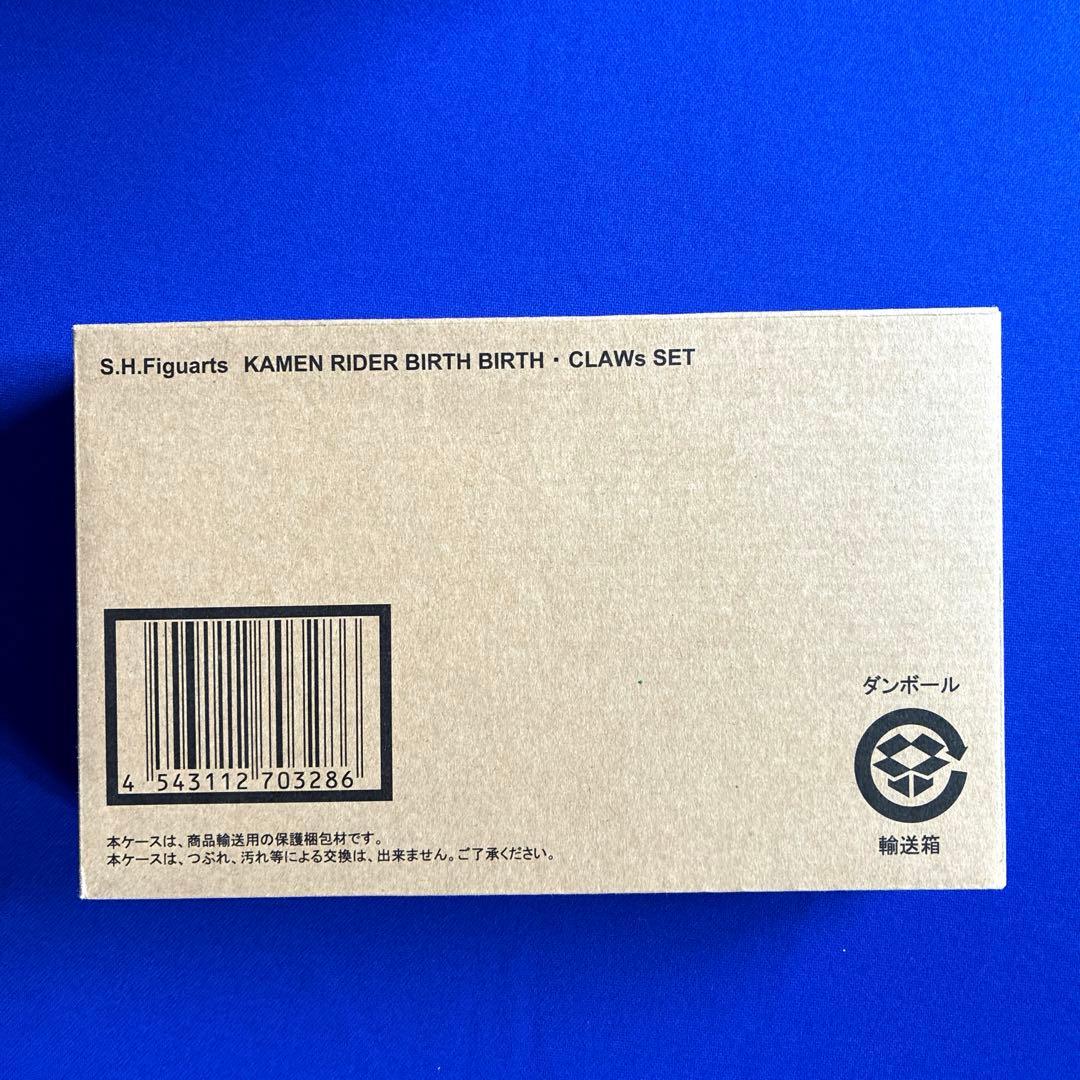 S.H.Figuarts KAMEN RIDER BIRTH BIRTH・CLAWs SET
4 543112 703286
ダンボール
輸送箱
本ケースは、商品輸送用の保護梱包材です。
本ケースは、つぶれ、汚れ等による交換は、出来ません。ご了承ください。